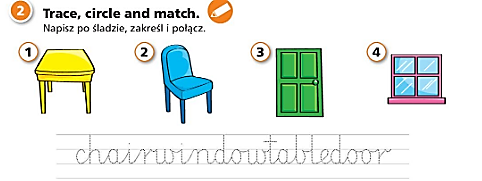 2 Trace, circle and match.
Napisz po śladzie, zakreśl i połącz.
1 2 3 4
chairwindowtabledoor